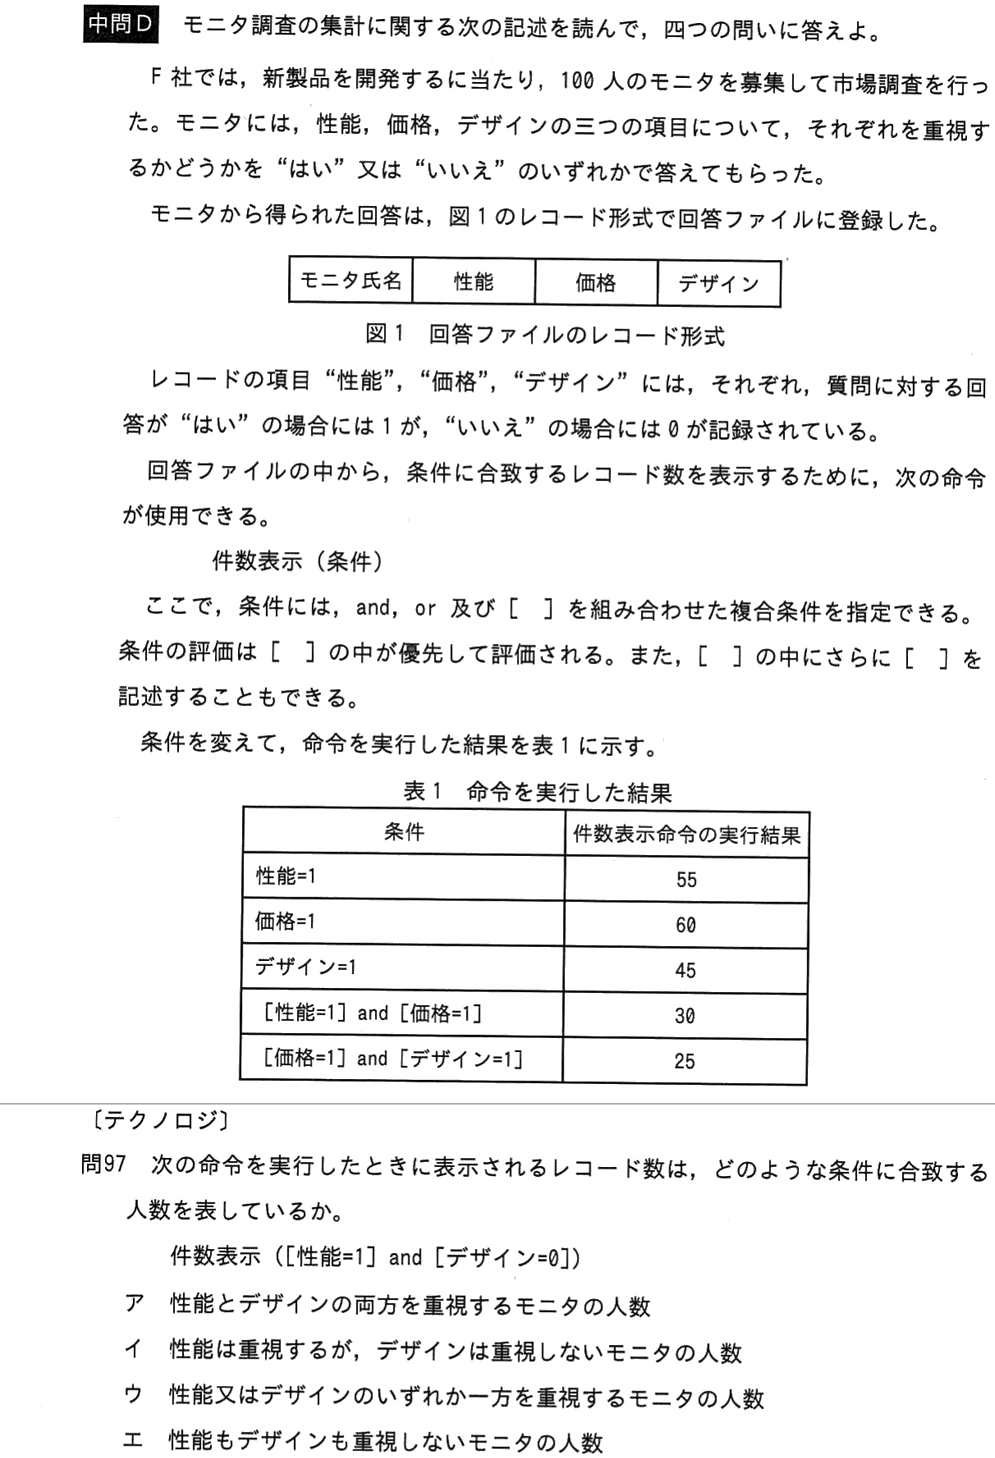 中問D モニタ調査の集計に関する次の記述を読んで，四つの問いに答えよ。
F 社では，新製品を開発するに当たり，100 人のモニタを募集して市場調査を行っ
た。モニタには，性能，価格，デザインの三つの項目について，それぞれを重視す
るかどうかを“はい”又は“いいえ”のいずれかで答えてもらった。
モニタから得られた回答は，図 1 のレコード形式で回答ファイルに登録した。
モニタ氏名 性能 価格 デザイン
図 1 回答ファイルのレコード形式
レコードの項目“性能”，“価格”，“デザイン”には，それぞれ，質問に対する回
答が“はい”の場合には 1 が，“いいえ”の場合には 0 が記録されている。
回答ファイルの中から，条件に合致するレコード数を表示するために，次の命令
が使用できる。
件数表示（条件）
ここで，条件には，and，or 及び［ ］を組み合わせた複合条件を指定できる。
条件の評価は［ ］の中が優先して評価される。また，［ ］の中にさらに［ ］を
記述することもできる。
条件を変えて，命令を実行した結果を表 1 に示す。
表 1 命令を実行した結果
条件 件数表示命令の実行結果
性能=1 55
価格=1 60
デザイン=1 45
［性能=1］and［価格=1］ 30
［価格=1］and［デザイン=1］ 25
〔テクノロジ〕
問97 次の命令を実行したときに表示されるレコード数は，どのような条件に合致する
人数を表しているか。
件数表示（［性能=1］and［デザイン=0］）
ア 性能とデザインの両方を重視するモニタの人数
イ 性能は重視するが，デザインは重視しないモニタの人数
ウ 性能又はデザインのいずれか一方を重視するモニタの人数
エ 性能もデザインも重視しないモニタの人数